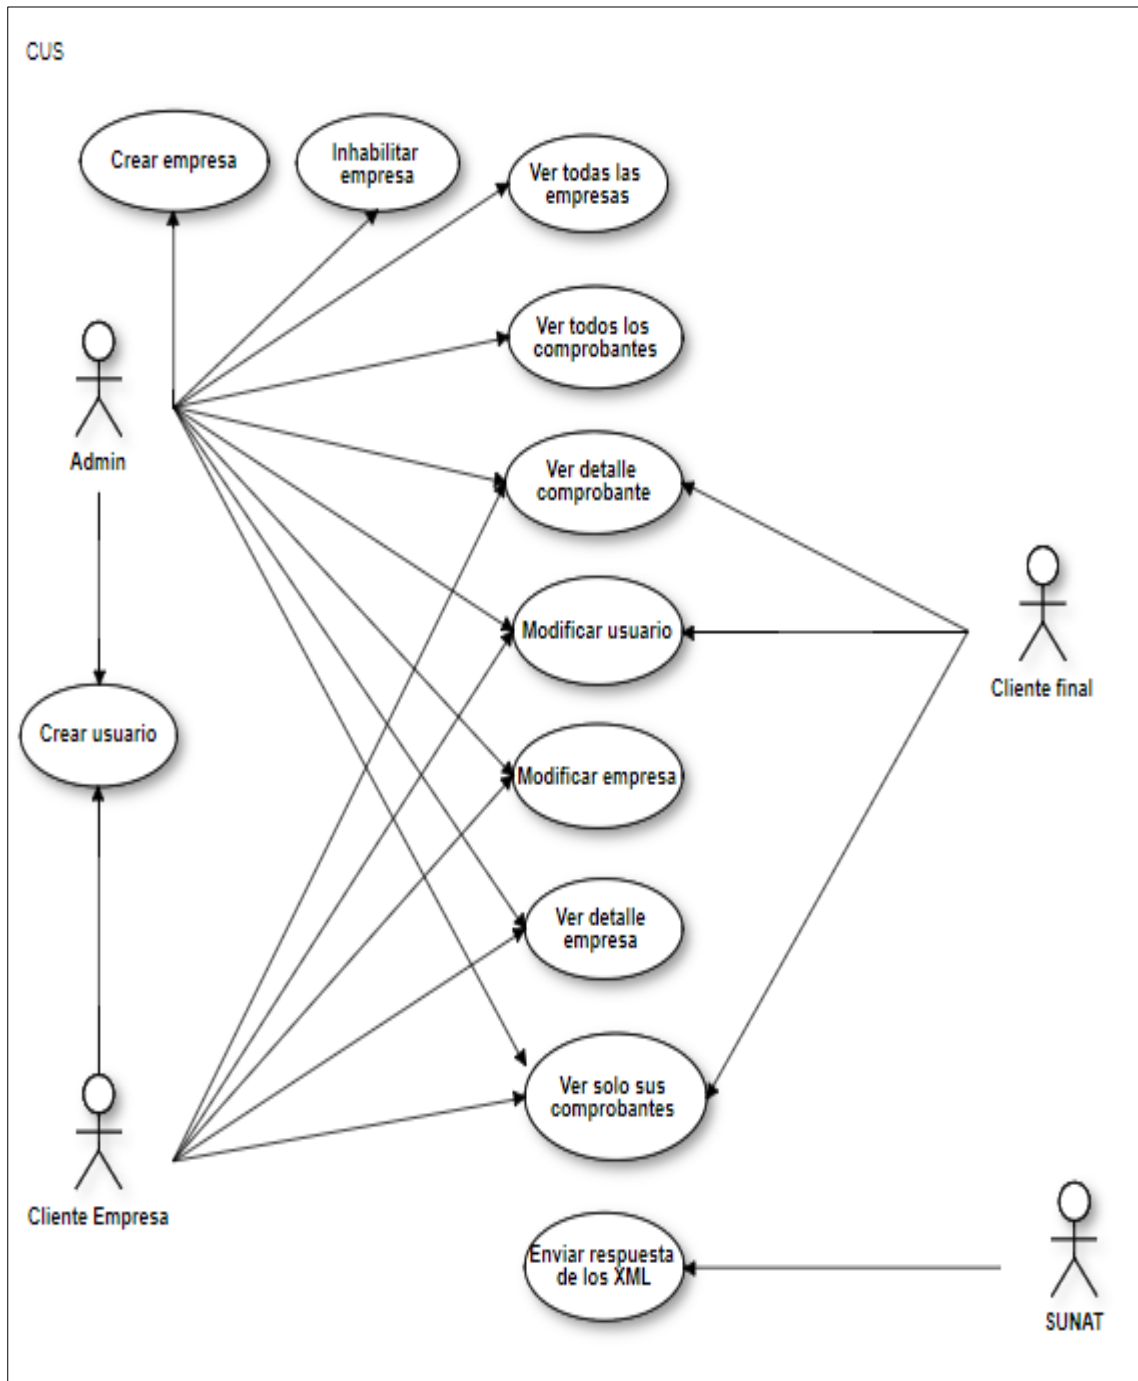 CUS
Crear empresa
Inhabilitar
empresa
Ver todas las
empresas
Ver todos los
comprobantes
Admin
Ver detalle
comprobante
Modificar usuario
Cliente final
Crear usuario
Modificar empresa
Ver detalle
empresa
Ver solo sus
comprobantes
Cliente Empresa
Enviar respuesta
de los XML
SUNAT